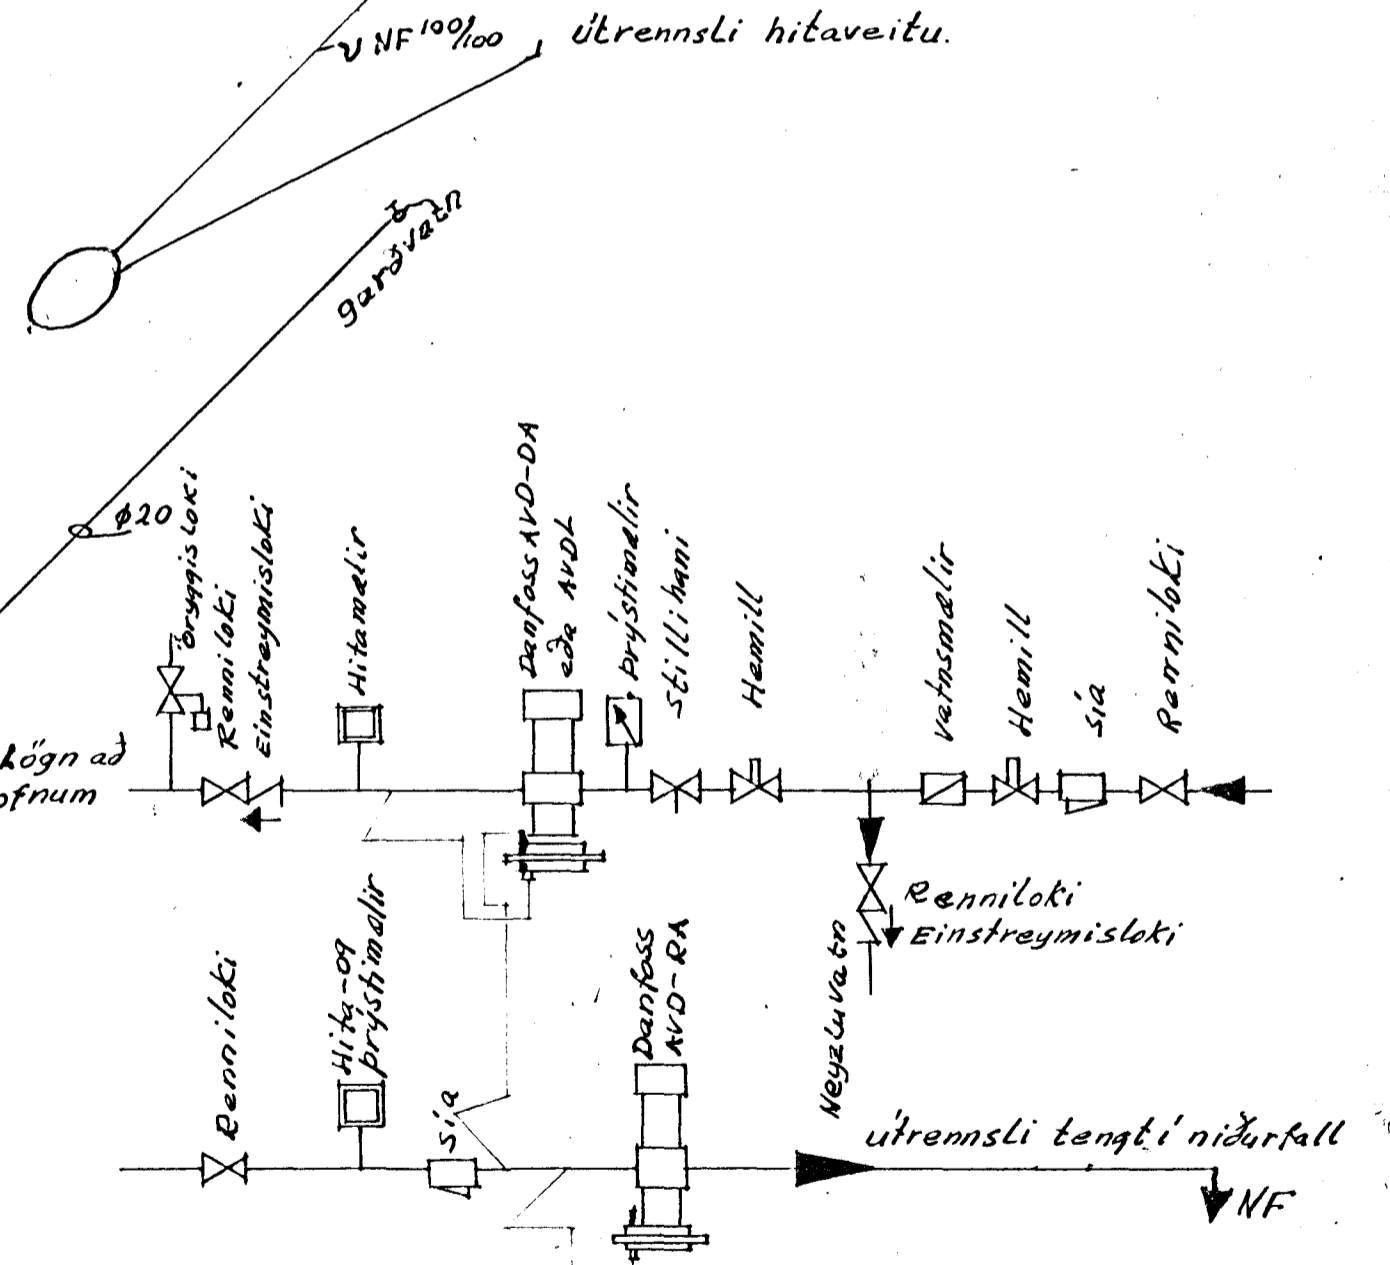 NF 100/100
útrennsli hitaveitu.
garðvatn
ϕ20
öryggisloki
Renniloki
Einstreymisloki
Hitamælir
Danfoss AVD-DA
eða AVDL
þrýstimælir
stillihani
Hemill
vatnsmælir
Hemill
sía
Renniloki
Lögn að
ofnum
Renniloki
Einstreymisloki
Neyzluvatn
Renniloki
Hita-og
þrýstimælir
sía
Danfoss
AVD-RA
útrennsli tengt í niðurfall
NF